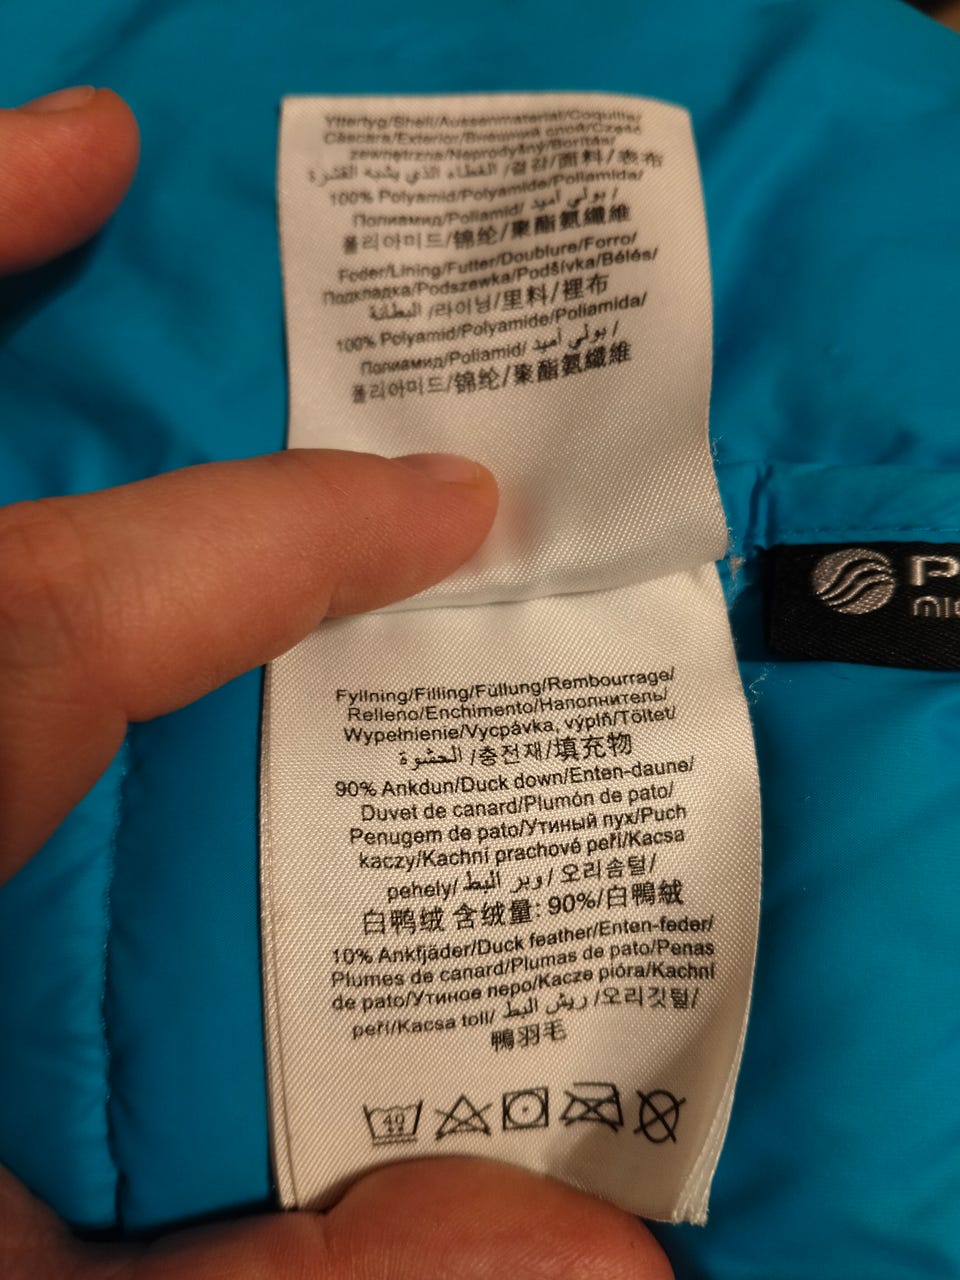 Yttertyg/Shell/Aussenmaterial/Coquille/
Cáscara/Exterior/Внешний слой/Część
zewnętrzna/Neprodyšný/Borítás/
الغطاء الذي يشبه القشرة /겉감/面料/表布
100% Polyamid/Polyamide/Poliamida/
Полиамид/Poliamid/ بولي أميد /
폴리아미드/锦纶/聚酯氨纖維
Foder/Lining/Futter/Doublure/Forro/
Подкладка/Podszewka/Podšívka/Bélés/
البطانة /라이닝/里料/裡布
100% Polyamid/Polyamide/Poliamida/
Полиамид/Poliamid/ بولي أميد /
폴리아미드/锦纶/聚酯氨纖維
P
Fyllning/Filling/Füllung/Rembourrage/
Relleno/Enchimento/Наполнитель/
Wypełnienie/Vycpávka, výplň/Töltet/
الحشوة /충전재/填充物
90% Ankdun/Duck down/Enten-daune/
Duvet de canard/Plumón de pato/
Penugem de pato/Утиный пух/Puch
kaczy/Kachní prachové peří/Kacsa
pehely/ وبر البط / 오리솜털/
白鸭绒 含绒量: 90%/白鴨絨
10% Ankfjäder/Duck feather/Enten-feder/
Plumes de canard/Plumas de pato/Penas
de pato/Утиное перо/Kacze pióra/Kachní
peří/Kacsa toll/ ريش البط /오리깃털/
鴨羽毛
40